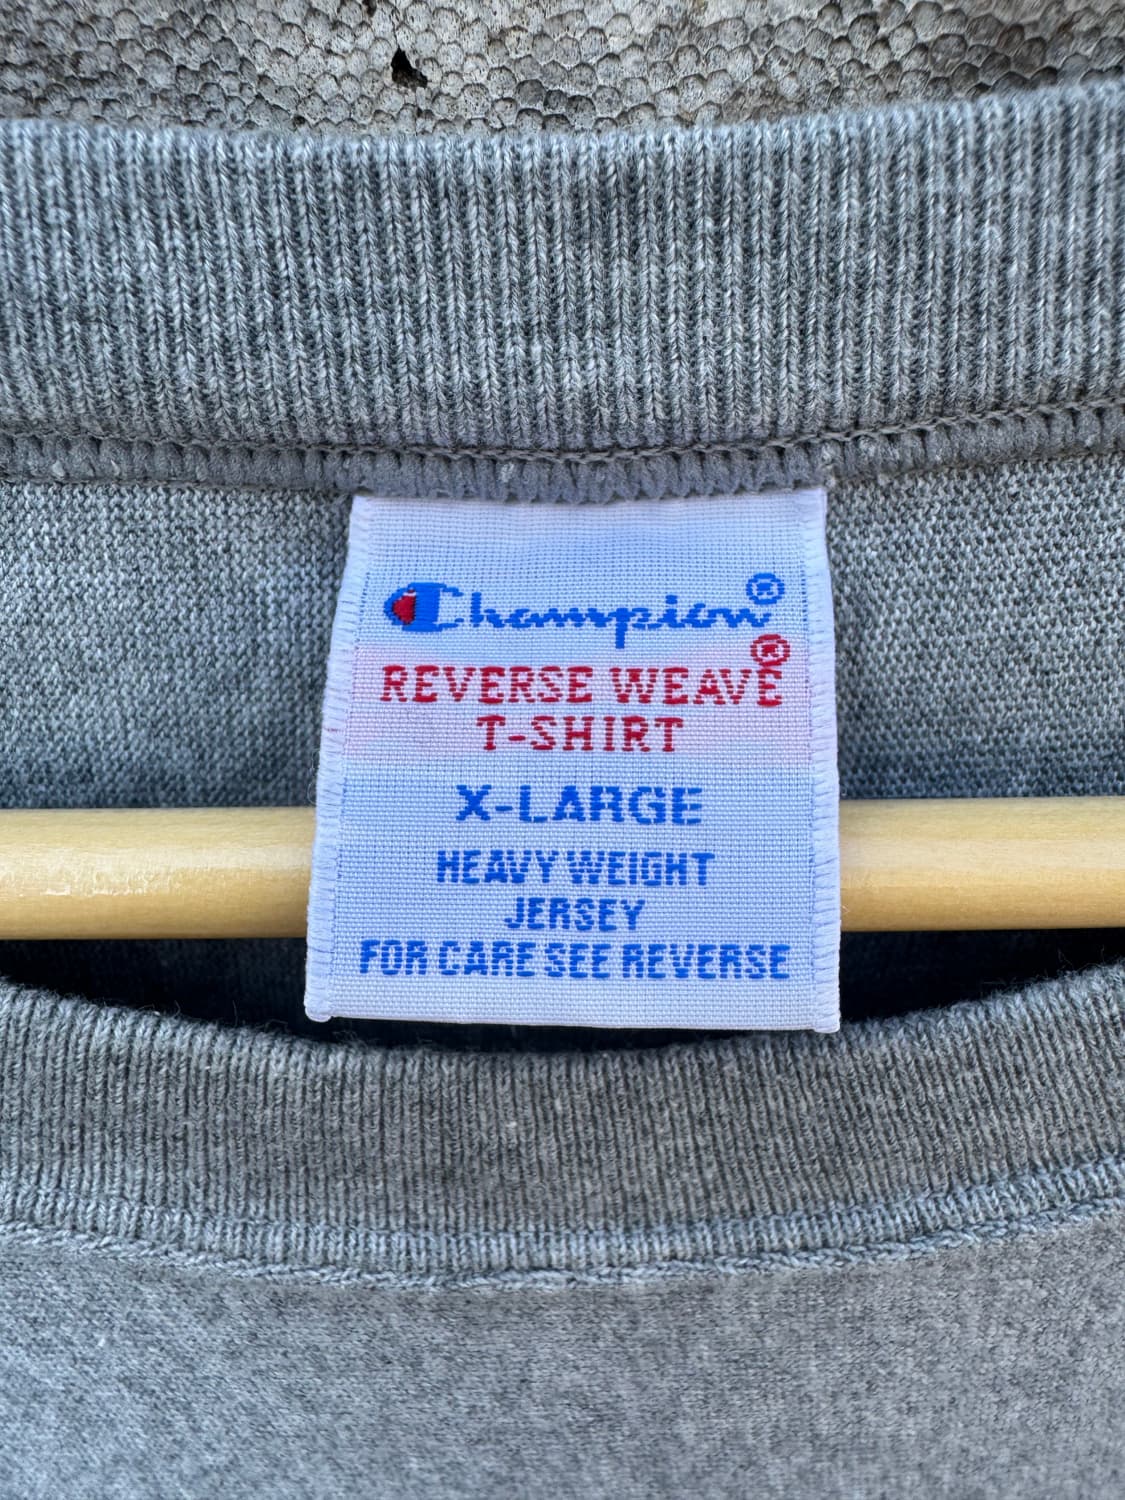 Champion®
REVERSE WEAVE®
T-SHIRT
X-LARGE
HEAVY WEIGHT
JERSEY
FOR CARE SEE REVERSE